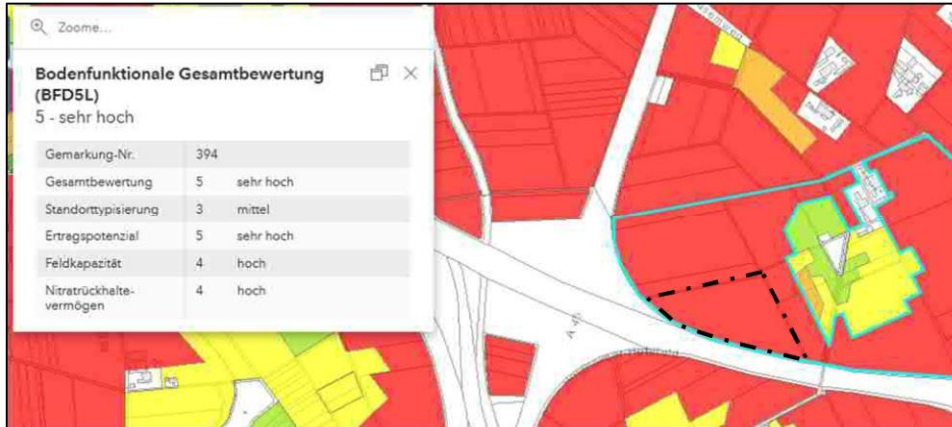 Zoome...
Bodenfunktionale Gesamtbewertung
(BFD5L)
5 - sehr hoch
Gemarkung-Nr. 394
Gesamtbewertung 5 sehr hoch
Standorttypisierung 3 mittel
Ertragspotenzial 5 sehr hoch
Feldkapazität 4 hoch
Nitratrückhalte-
vermögen 4 hoch
A 45